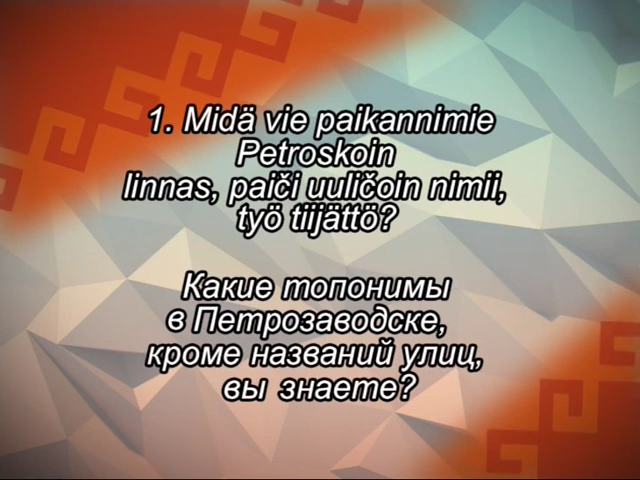 1. Midä vie paikannimie
Petroskoin
linnas, paiči uuličoin nimii,
työ tiijättö?
Какие топонимы
в Петрозаводске,
кроме названий улиц,
вы знаете?